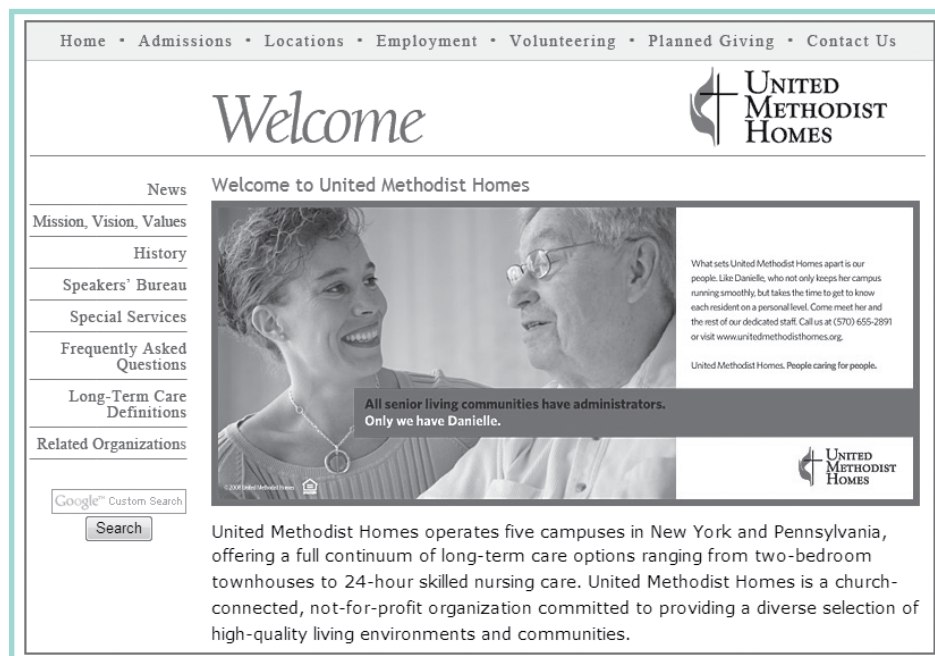 Home • Admissions • Locations • Employment • Volunteering • Planned Giving • Contact Us
Welcome
UNITED
METHODIST
HOMES
News
Mission, Vision, Values
History
Speakers' Bureau
Special Services
Frequently Asked
Questions
Long-Term Care
Definitions
Related Organizations
Google™ Custom Search
Search
Welcome to United Methodist Homes
What sets United Methodist Homes apart is our
people. Like Danielle, who not only keeps her campus
running smoothly, but takes the time to get to know
each resident on a personal level. Come meet her and
the rest of our dedicated staff. Call us at (570) 655-2891
or visit www.unitedmethodisthomes.org.
United Methodist Homes. People caring for people.
All senior living communities have administrators.
Only we have Danielle.
©2008 United Methodist Homes
UNITED
METHODIST
HOMES
United Methodist Homes operates five campuses in New York and Pennsylvania,
offering a full continuum of long-term care options ranging from two-bedroom
townhouses to 24-hour skilled nursing care. United Methodist Homes is a church-
connected, not-for-profit organization committed to providing a diverse selection of
high-quality living environments and communities.